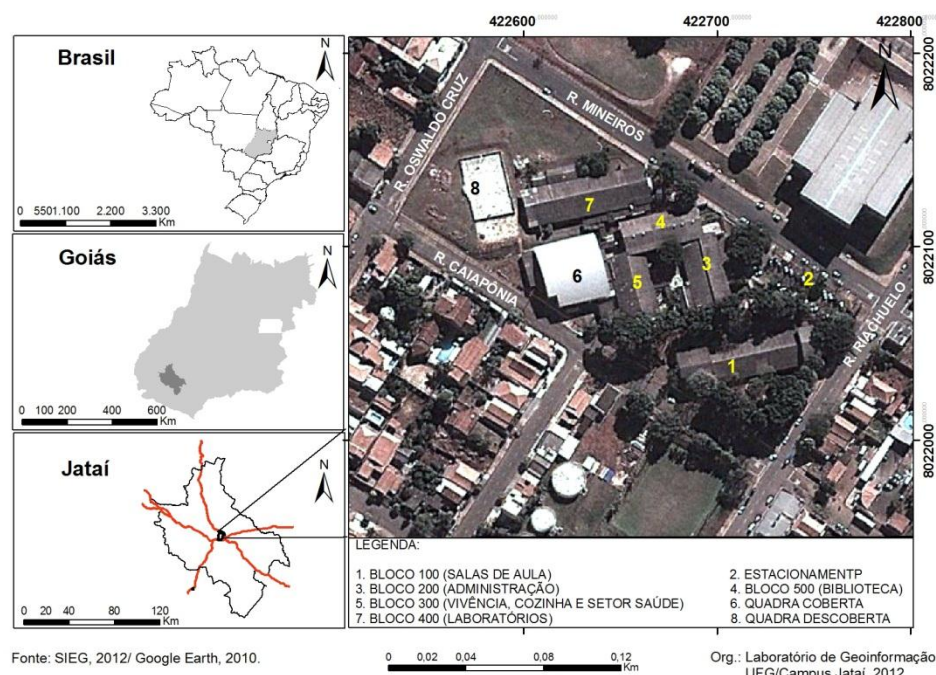 422600
422700
422800
8022200
8022100
8022000
Brasil
N
0 5501.100 2.200 3.300
Km
Goiás
N
0 100 200 400 600
Km
Jataí
N
0 20 40 80 120
Km
N
R. OSWALDO CRUZ
R. MINEIROS
R. CAIAPÔNIA
R. RIACHUELO
8
7
4
6
5
3
2
1
LEGENDA:
1. BLOCO 100 (SALAS DE AULA)
2. ESTACIONAMENTP
3. BLOCO 200 (ADMINISTRAÇÃO)
4. BLOCO 500 (BIBLIOTECA)
5. BLOCO 300 (VIVÊNCIA, COZINHA E SETOR SAÚDE)
6. QUADRA COBERTA
7. BLOCO 400 (LABORATÓRIOS)
8. QUADRA DESCOBERTA
Fonte: SIEG, 2012/ Google Earth, 2010.
0 0,02 0,04 0,08 0,12
Km
Org.: Laboratório de Geoinformação
UEG/Campus Jataí, 2012